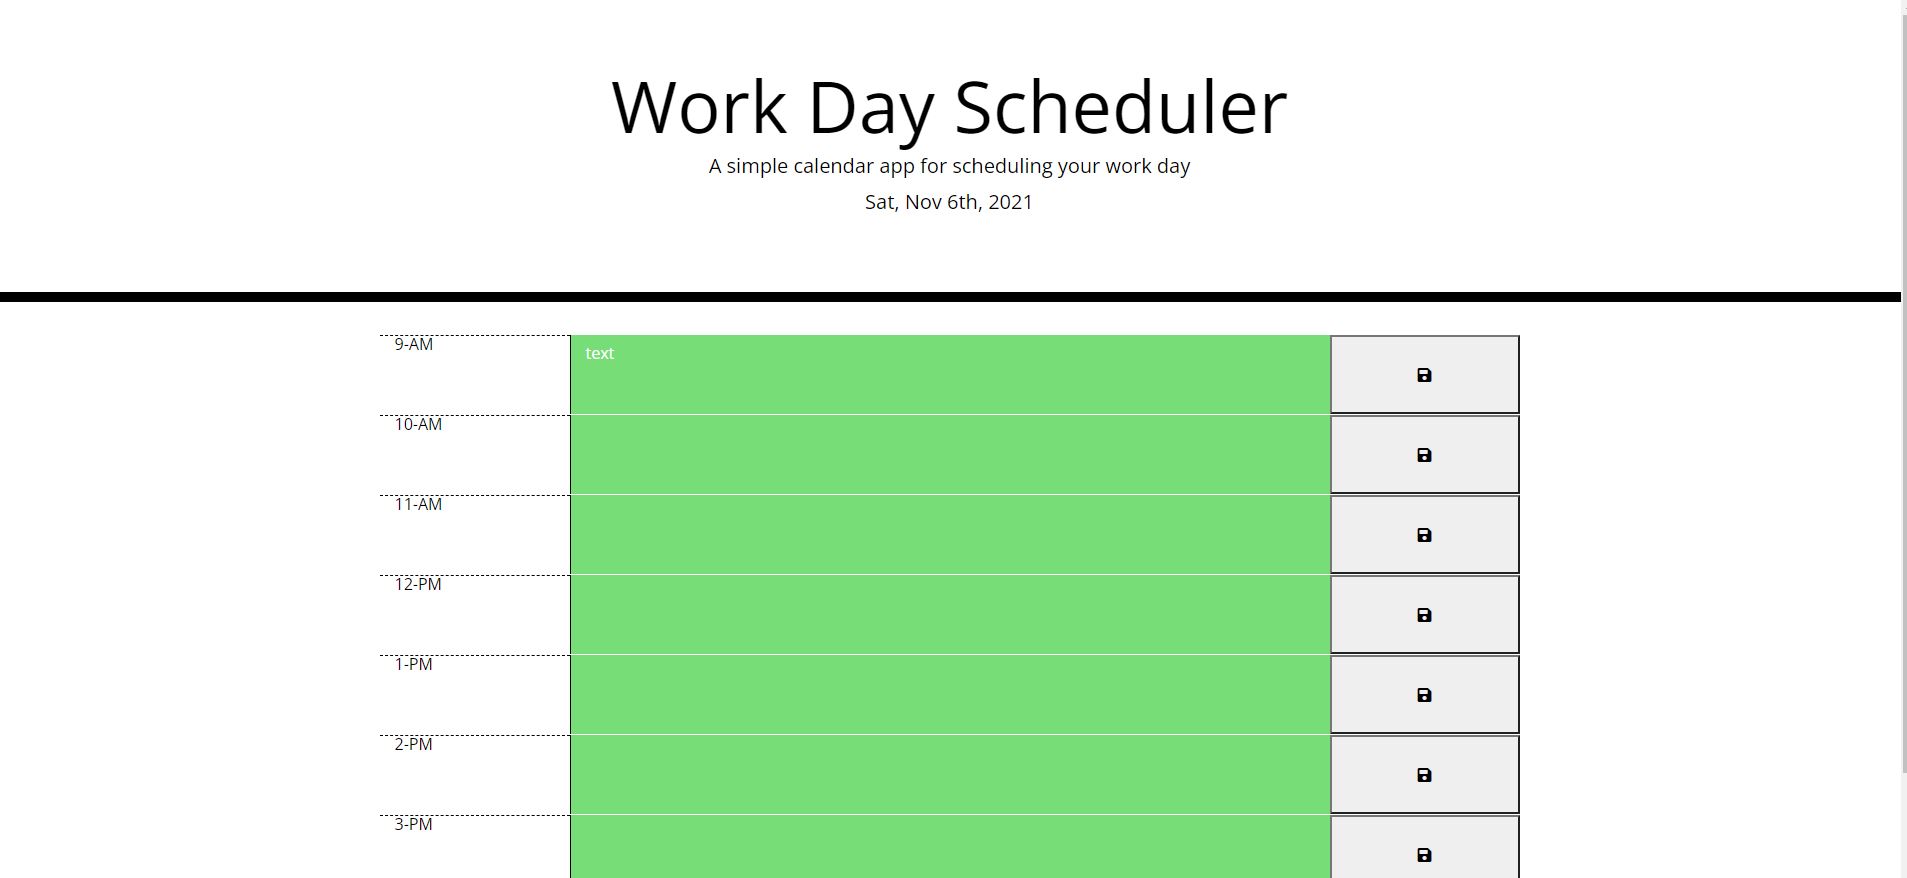 Work Day Scheduler
A simple calendar app for scheduling your work day
Sat, Nov 6th, 2021
9-AM
text
10-AM
11-AM
12-PM
1-PM
2-PM
3-PM